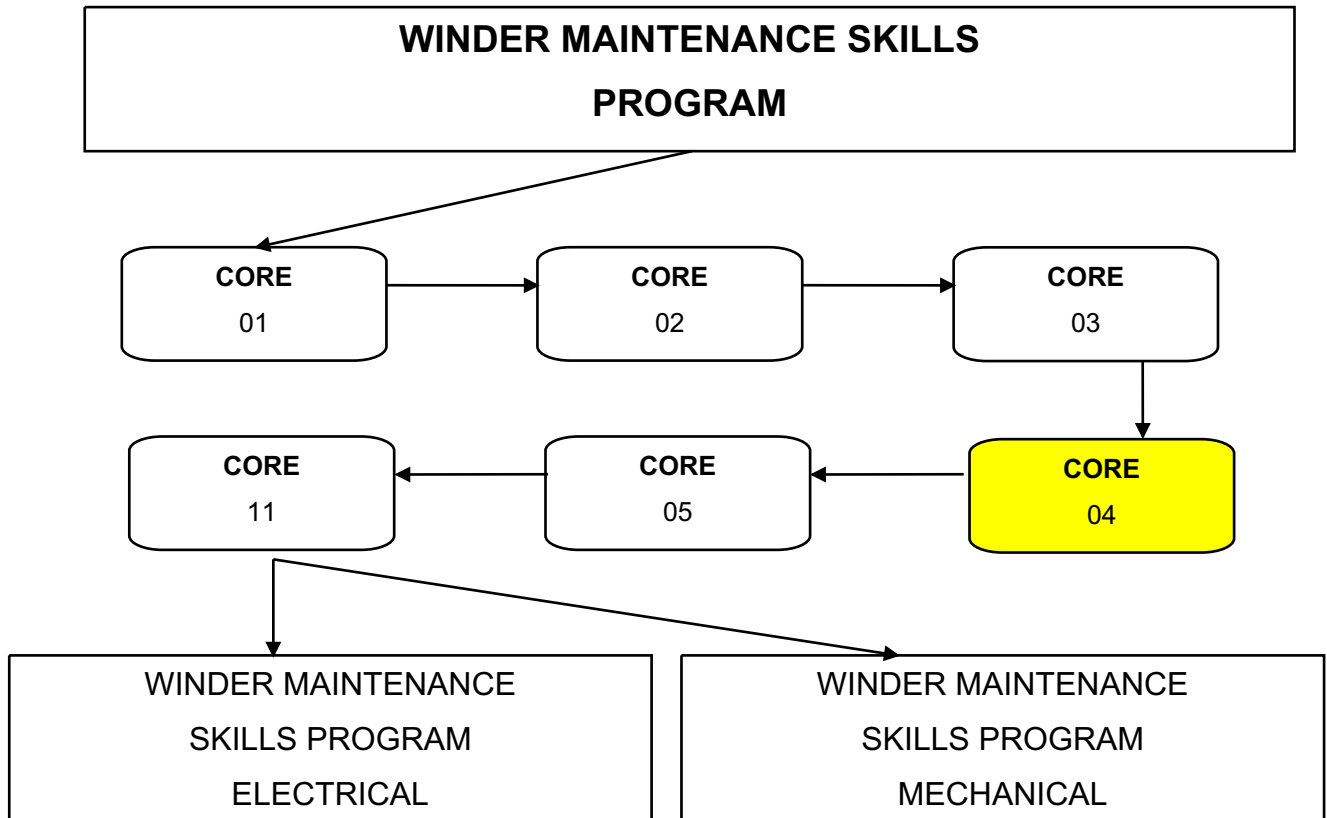 WINDER MAINTENANCE SKILLS
PROGRAM
CORE
01
CORE
02
CORE
03
CORE
04
CORE
05
CORE
11
WINDER MAINTENANCE
SKILLS PROGRAM
ELECTRICAL
WINDER MAINTENANCE
SKILLS PROGRAM
MECHANICAL